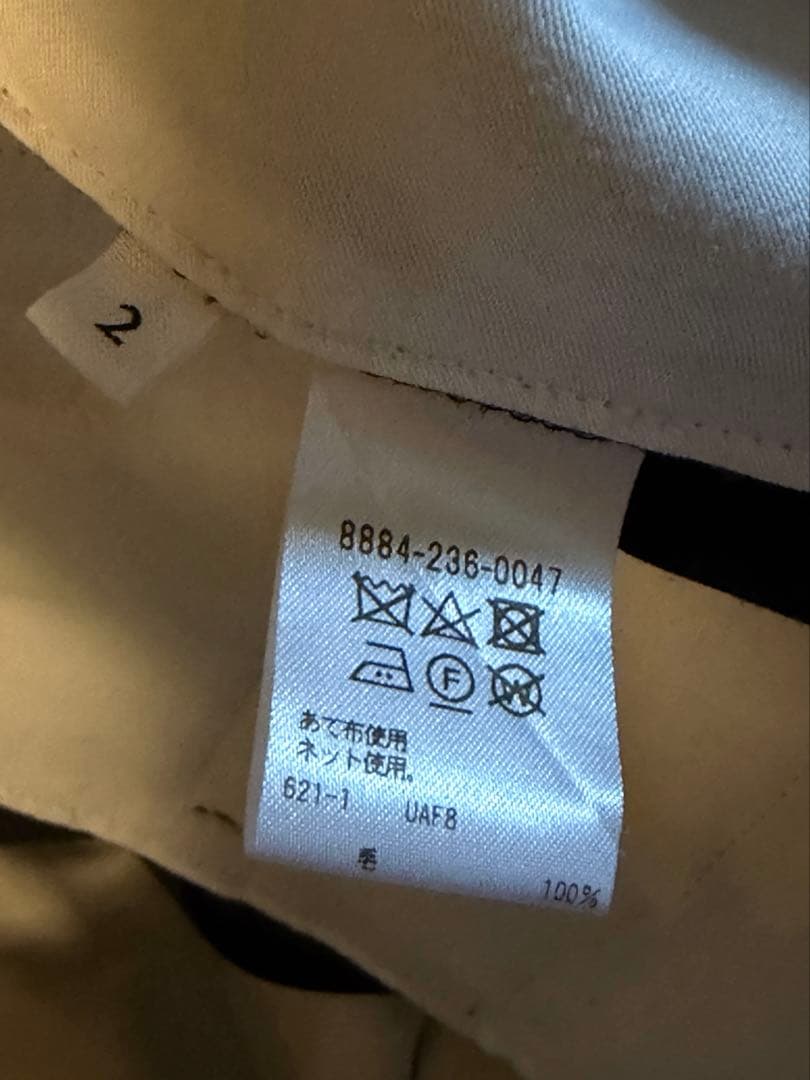 2
8884-236-0047
F W
あて布使用
ネット使用。
621-1 UAF8
毛 100%